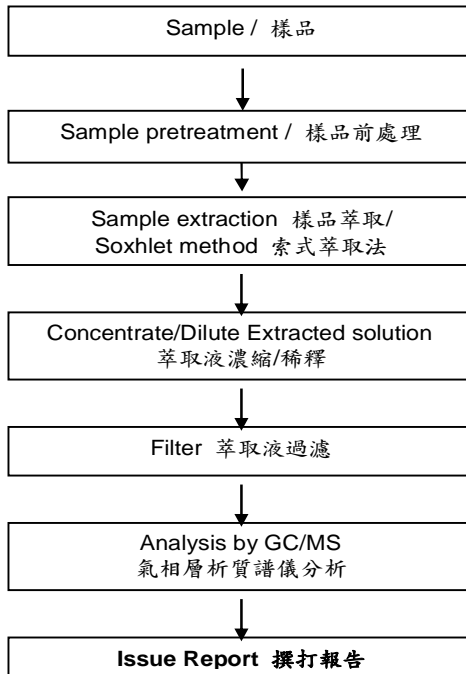 Sample / 樣品
Sample pretreatment / 樣品前處理
Sample extraction 樣品萃取/
Soxhlet method 索式萃取法
Concentrate/Dilute Extracted solution
萃取液濃縮/稀釋
Filter 萃取液過濾
Analysis by GC/MS
氣相層析質譜儀分析
Issue Report 撰打報告